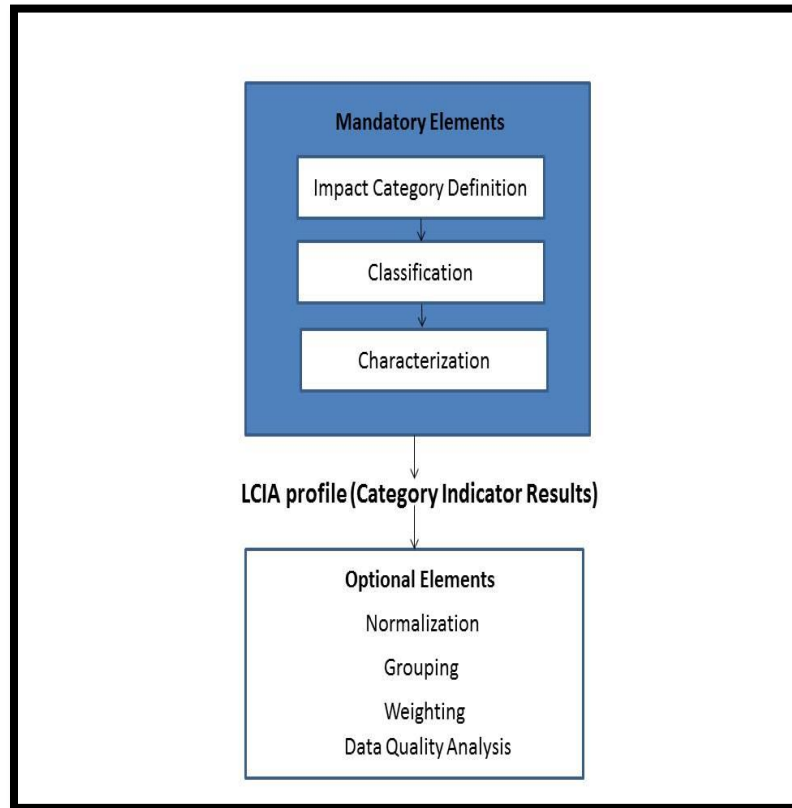 Mandatory Elements
Impact Category Definition
Classification
Characterization
LCIA profile (Category Indicator Results)
Optional Elements
Normalization
Grouping
Weighting
Data Quality Analysis